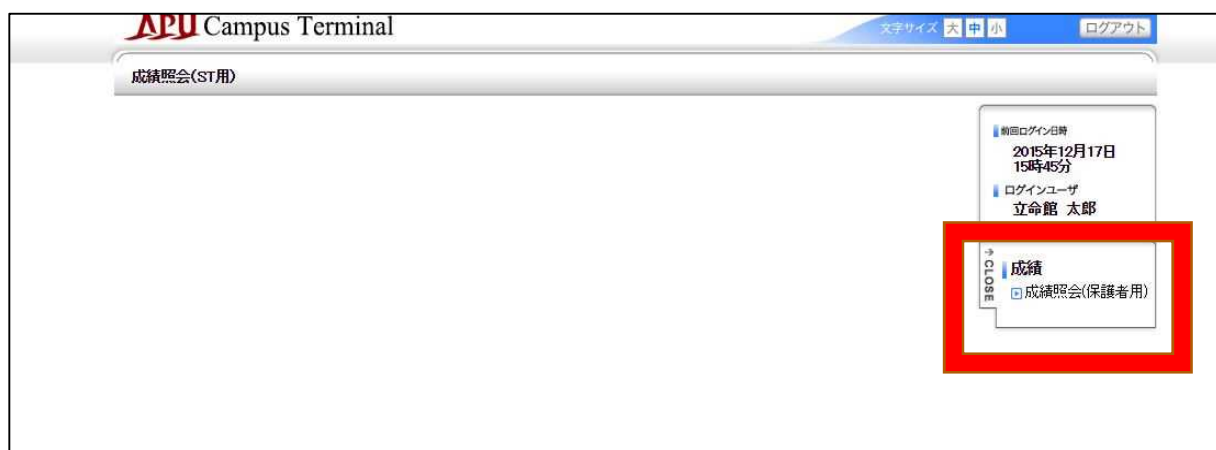 APU Campus Terminal
文字サイズ 大 中 小 ログアウト
成績照会(ST用)
前回ログイン日時
2015年12月17日
15時45分
ログインユーザ
立命館 太郎
→CLOSE
成績
成績照会(保護者用)